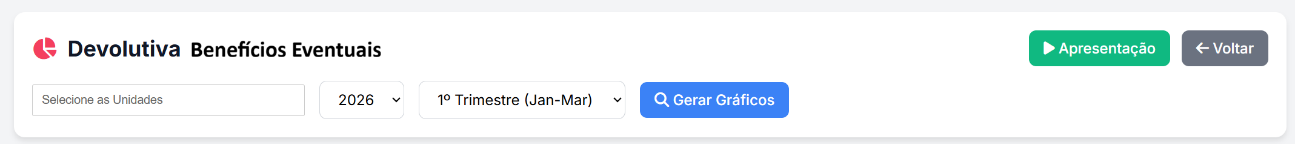 Devolutiva Benefícios Eventuais
Apresentação
Voltar
Selecione as Unidades
2026
1º Trimestre (Jan-Mar)
Gerar Gráficos